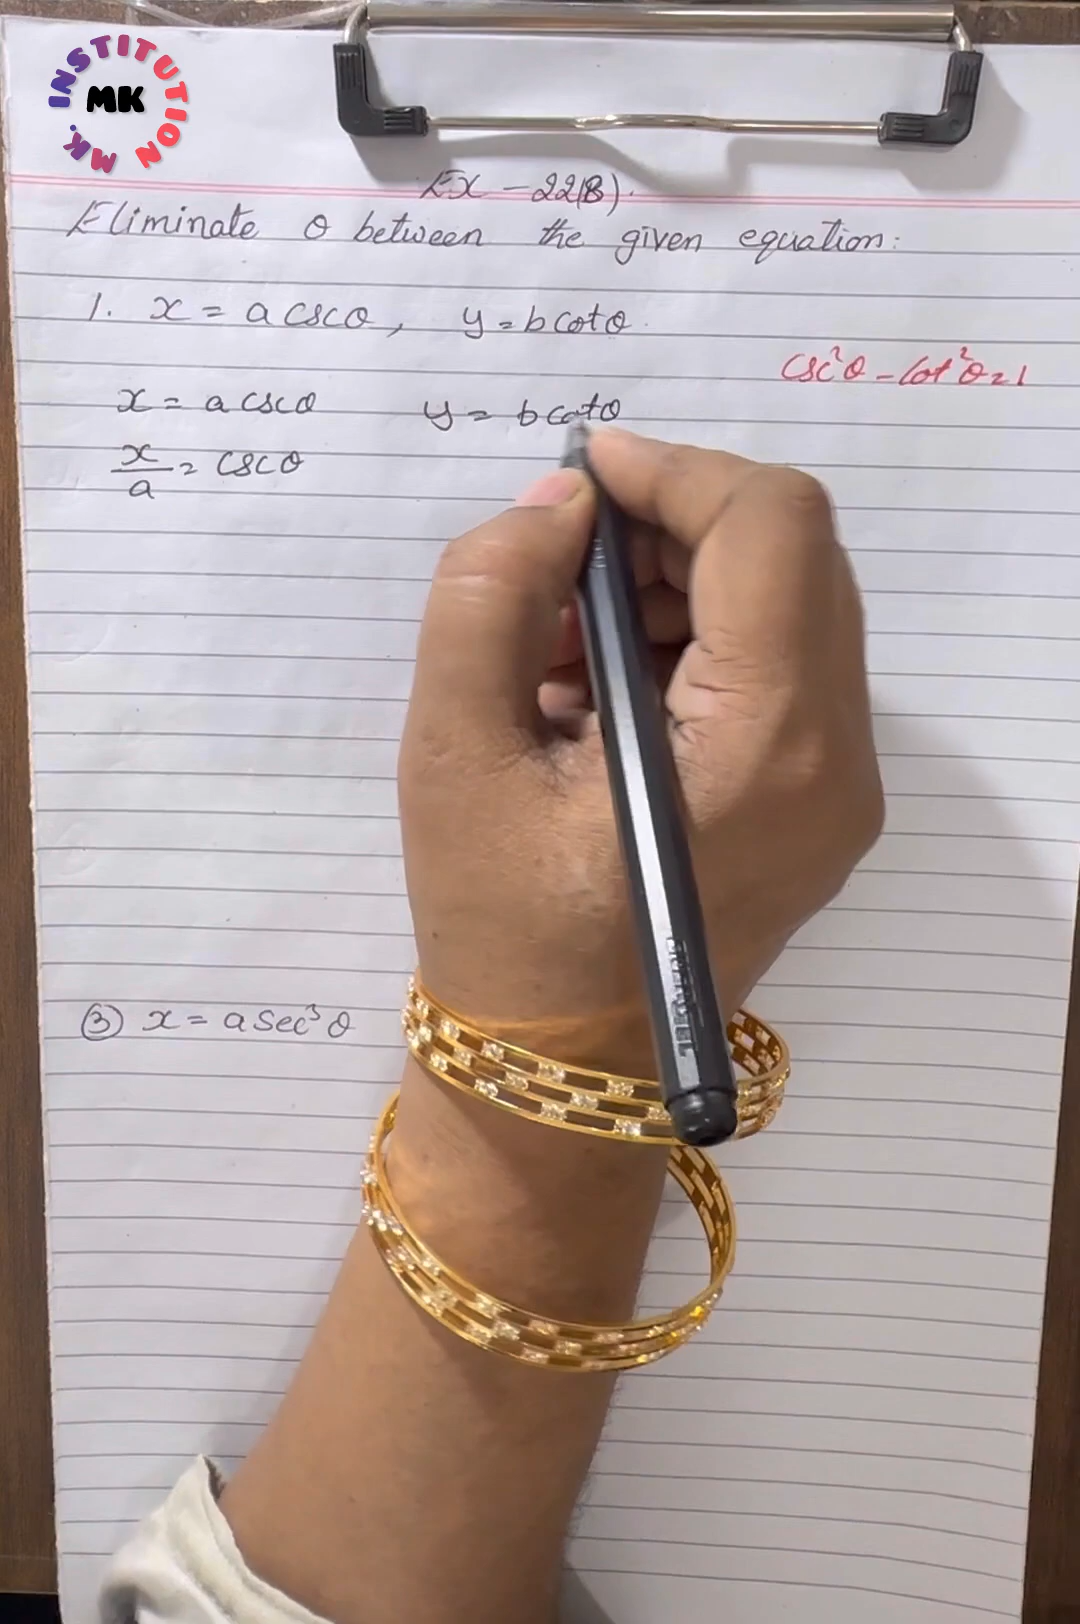 MK. INSTITUTION
MK
Ex - 22(B).
Eliminate θ between the given equation:
1. x = a cscθ, y = b cotθ.
csc²θ - cot²θ = 1
x = a cscθ y = b cotθ
x/a = cscθ
③ x = a sec³θ